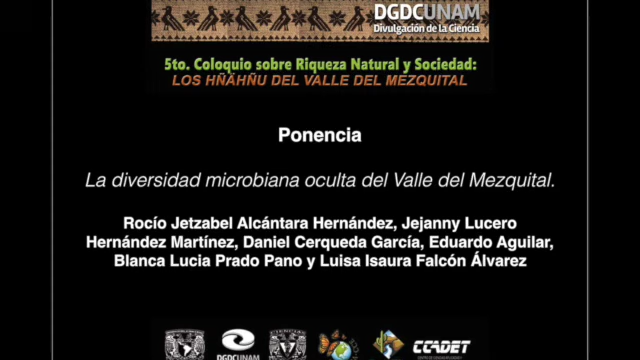 DGDCUNAM
Divulgación de la Ciencia
5to. Coloquio sobre Riqueza Natural y Sociedad:
LOS HÑÄHÑU DEL VALLE DEL MEZQUITAL
Ponencia
La diversidad microbiana oculta del Valle del Mezquital.
Rocío Jetzabel Alcántara Hernández, Jejanny Lucero
Hernández Martínez, Daniel Cerqueda García, Eduardo Aguilar,
Blanca Lucia Prado Pano y Luisa Isaura Falcón Álvarez
DGDCUNAM
CCADET